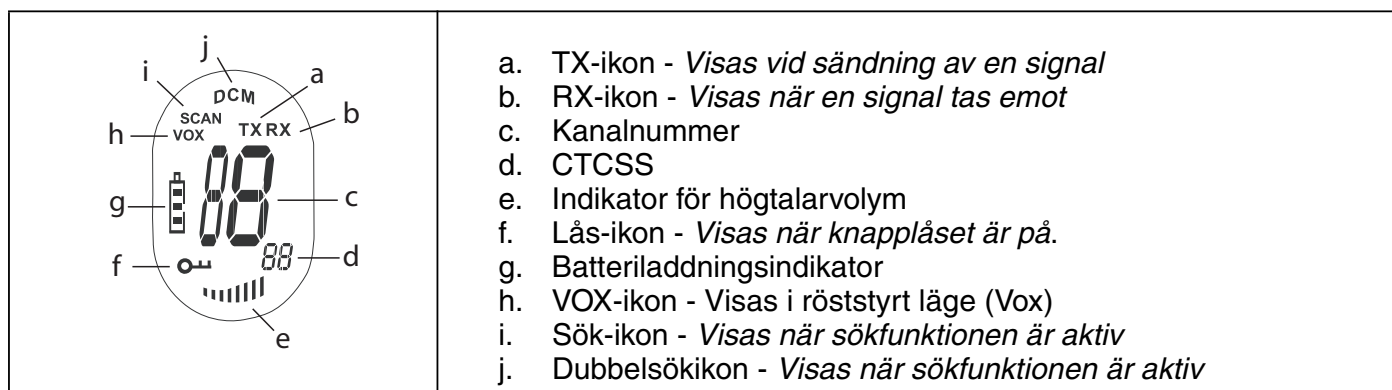 j
i
a
DCM
b
SCAN
h
VOX
TX RX
18
g
c
88
f
d
e
a. TX-ikon - Visas vid sändning av en signal
b. RX-ikon - Visas när en signal tas emot
c. Kanalnummer
d. CTCSS
e. Indikator för högtalarvolym
f. Lås-ikon - Visas när knapplåset är på.
g. Batteriladdningsindikator
h. VOX-ikon - Visas i röststyrt läge (Vox)
i. Sök-ikon - Visas när sökfunktionen är aktiv
j. Dubbelsökikon - Visas när sökfunktionen är aktiv